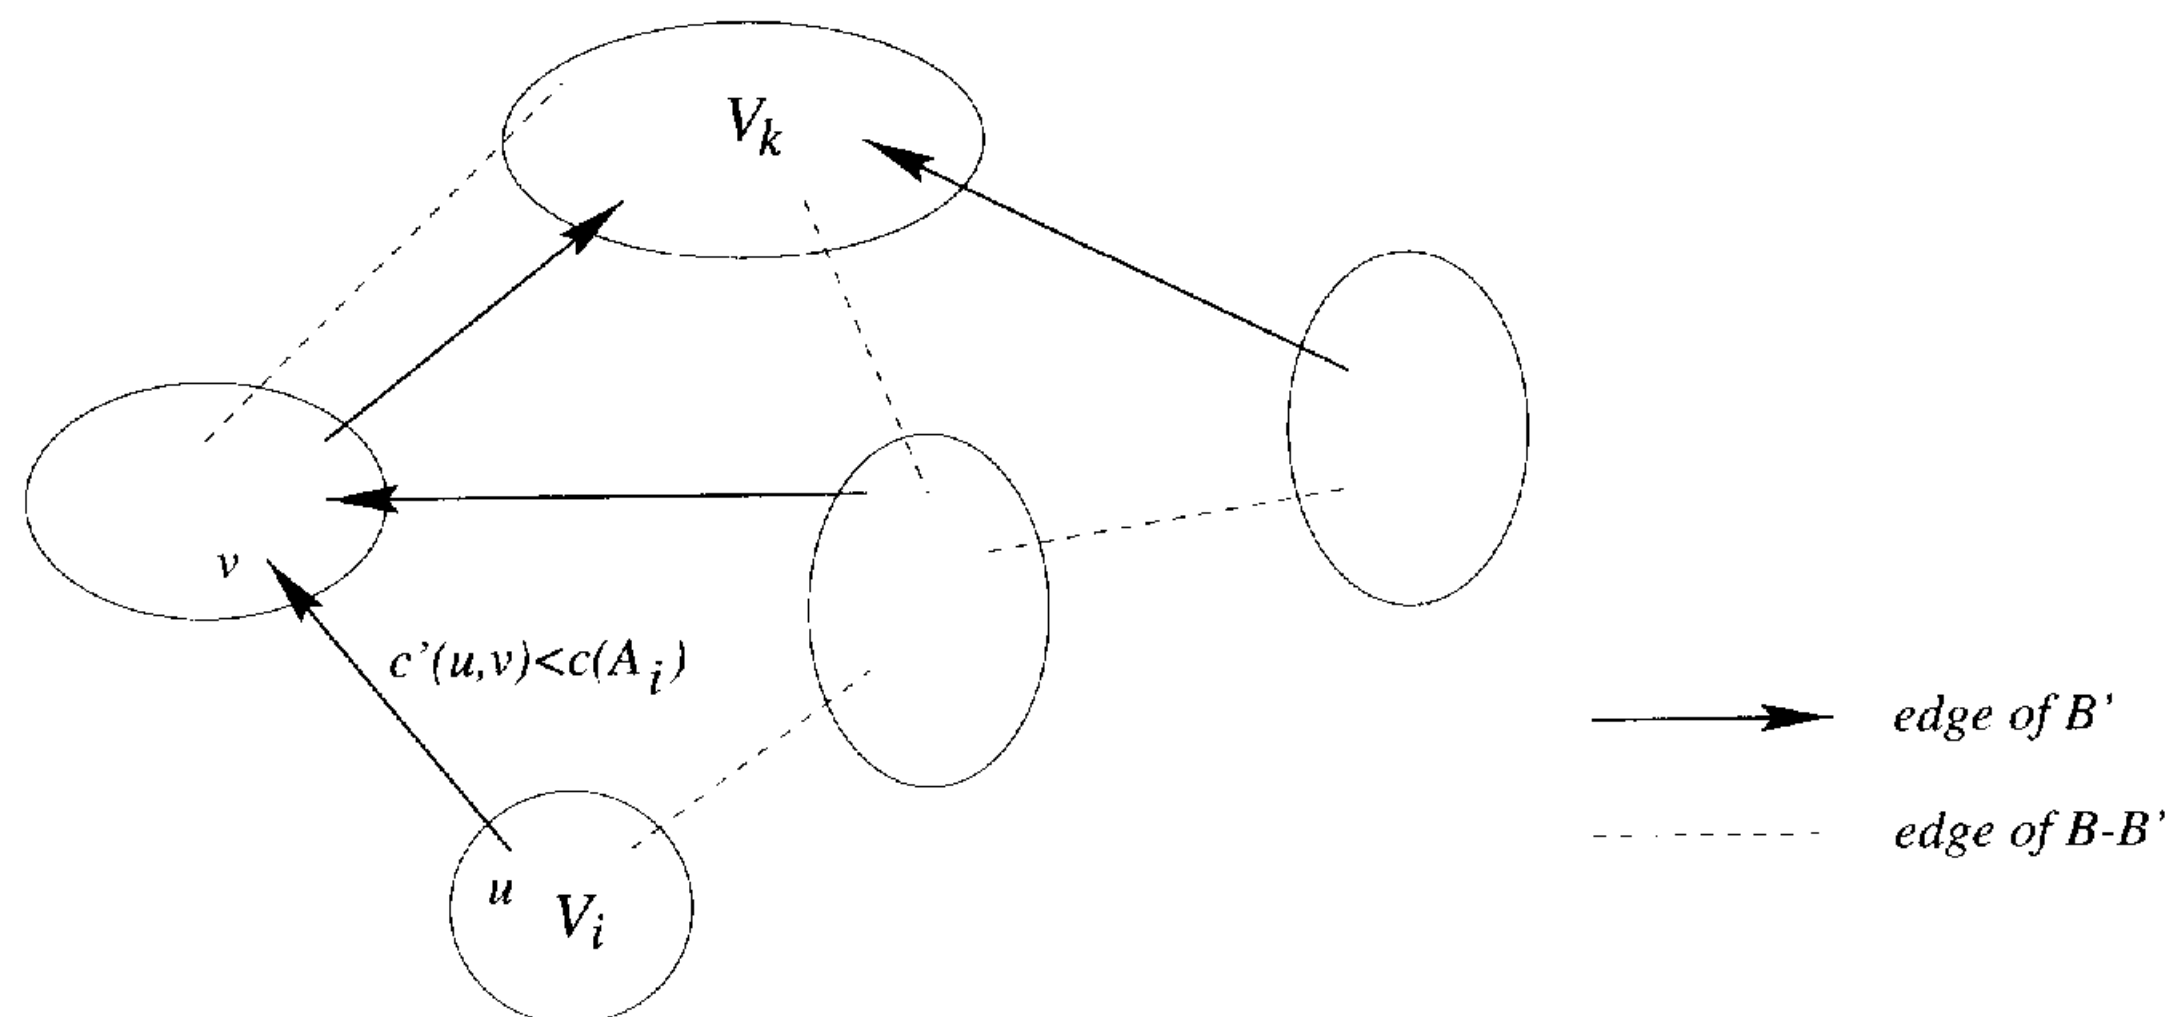 V_k
v
c'(u,v)<c(A_i)
edge of B'
edge of B-B'
u
V_i